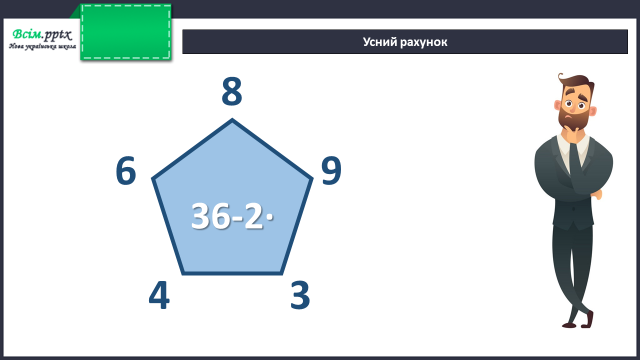 Всім.pptx
Нова українська школа
Усний рахунок
8
6
9
36-2·
4
3